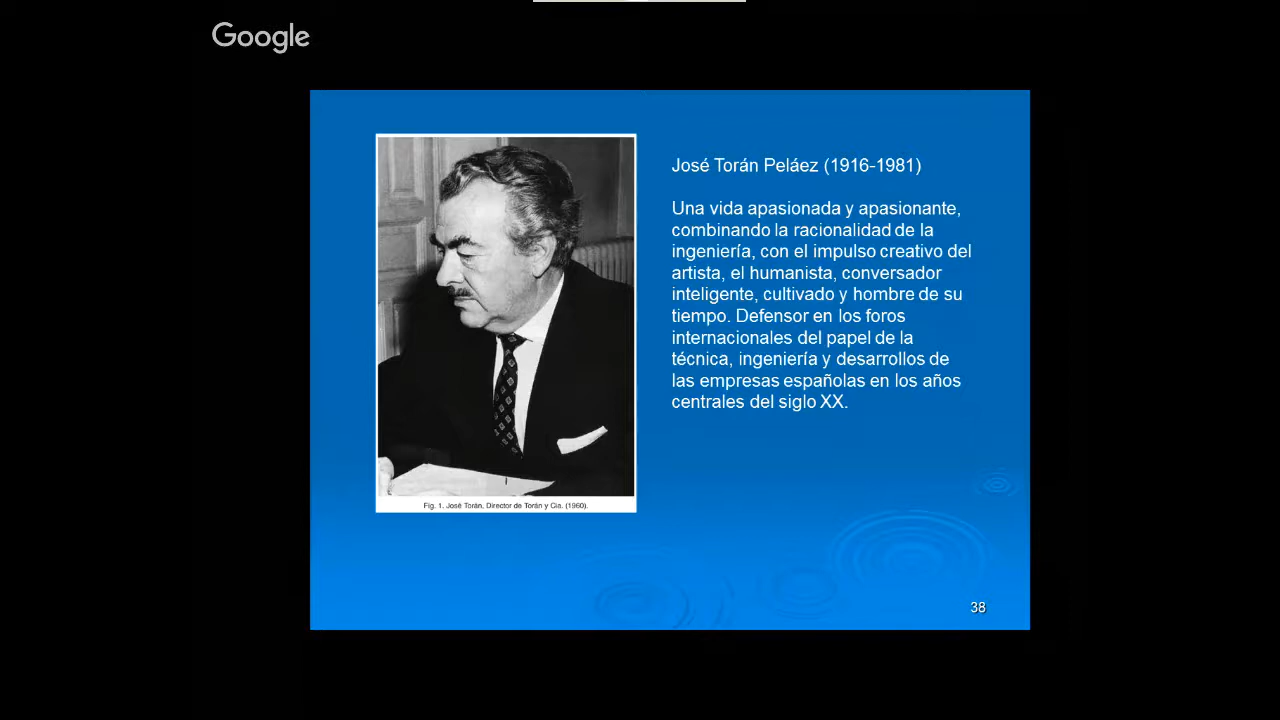 Google
José Torán Peláez (1916-1981)
Una vida apasionada y apasionante,
combinando la racionalidad de la
ingeniería, con el impulso creativo del
artista, el humanista, conversador
inteligente, cultivado y hombre de su
tiempo. Defensor en los foros
internacionales del papel de la
técnica, ingeniería y desarrollos de
las empresas españolas en los años
centrales del siglo XX.
Fig. 1. José Torán, Director de Torán y Cia. (1960).
38